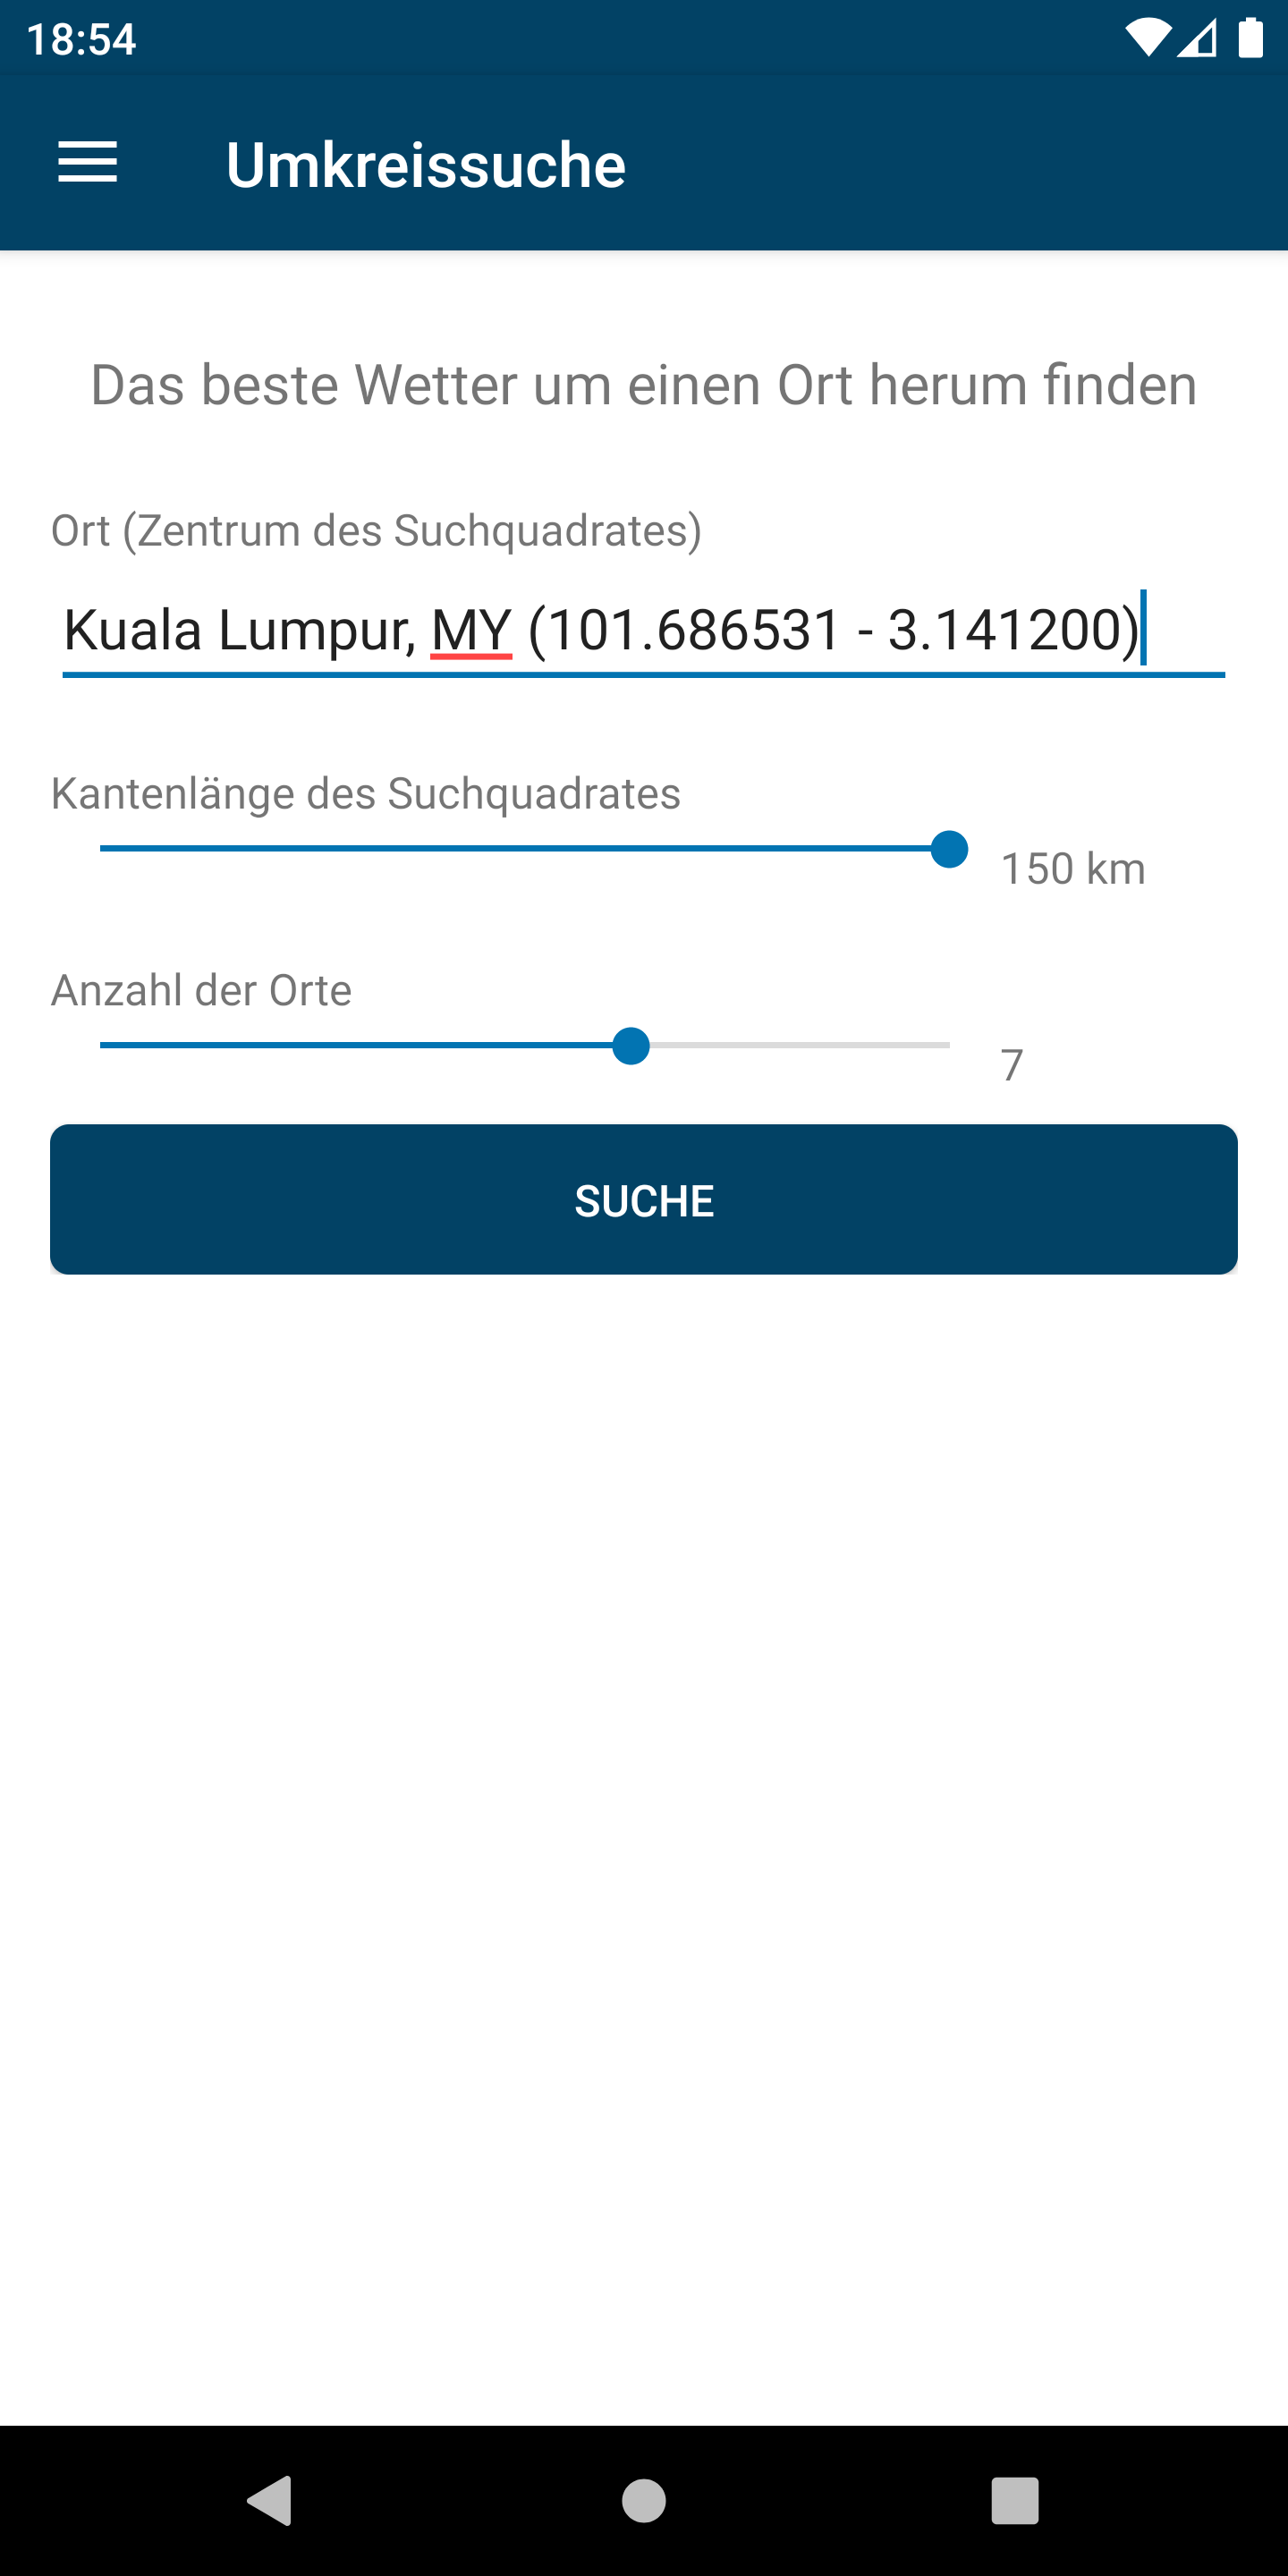 18:54
Umkreissuche
Das beste Wetter um einen Ort herum finden
Ort (Zentrum des Suchquadrates)
Kuala Lumpur, MY (101.686531 - 3.141200)
Kantenlänge des Suchquadrates
150 km
Anzahl der Orte
7
SUCHE